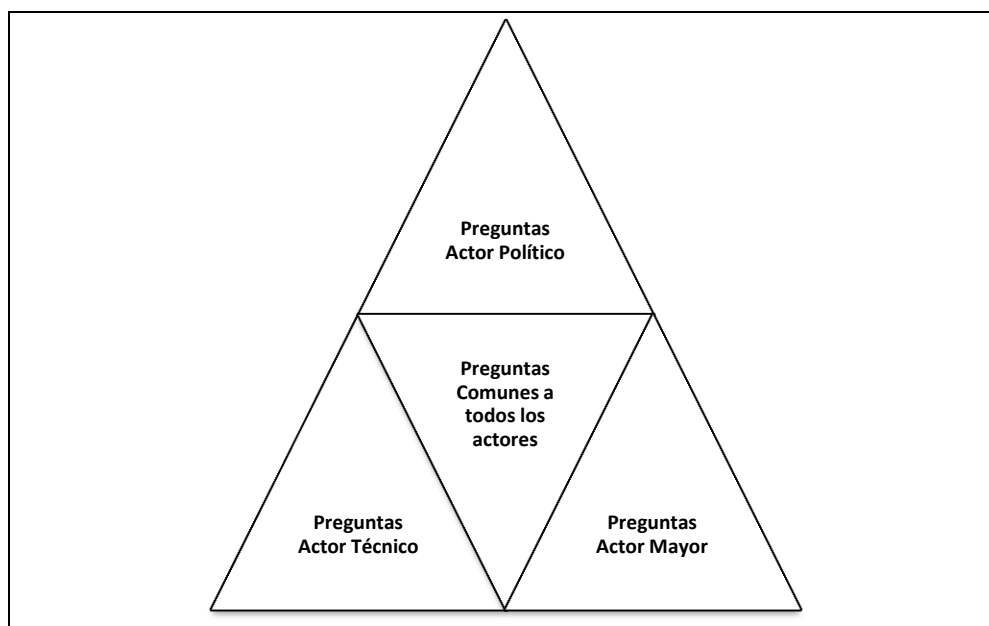 Preguntas
Actor Político
Preguntas
Comunes a
todos los
actores
Preguntas
Actor Técnico
Preguntas
Actor Mayor